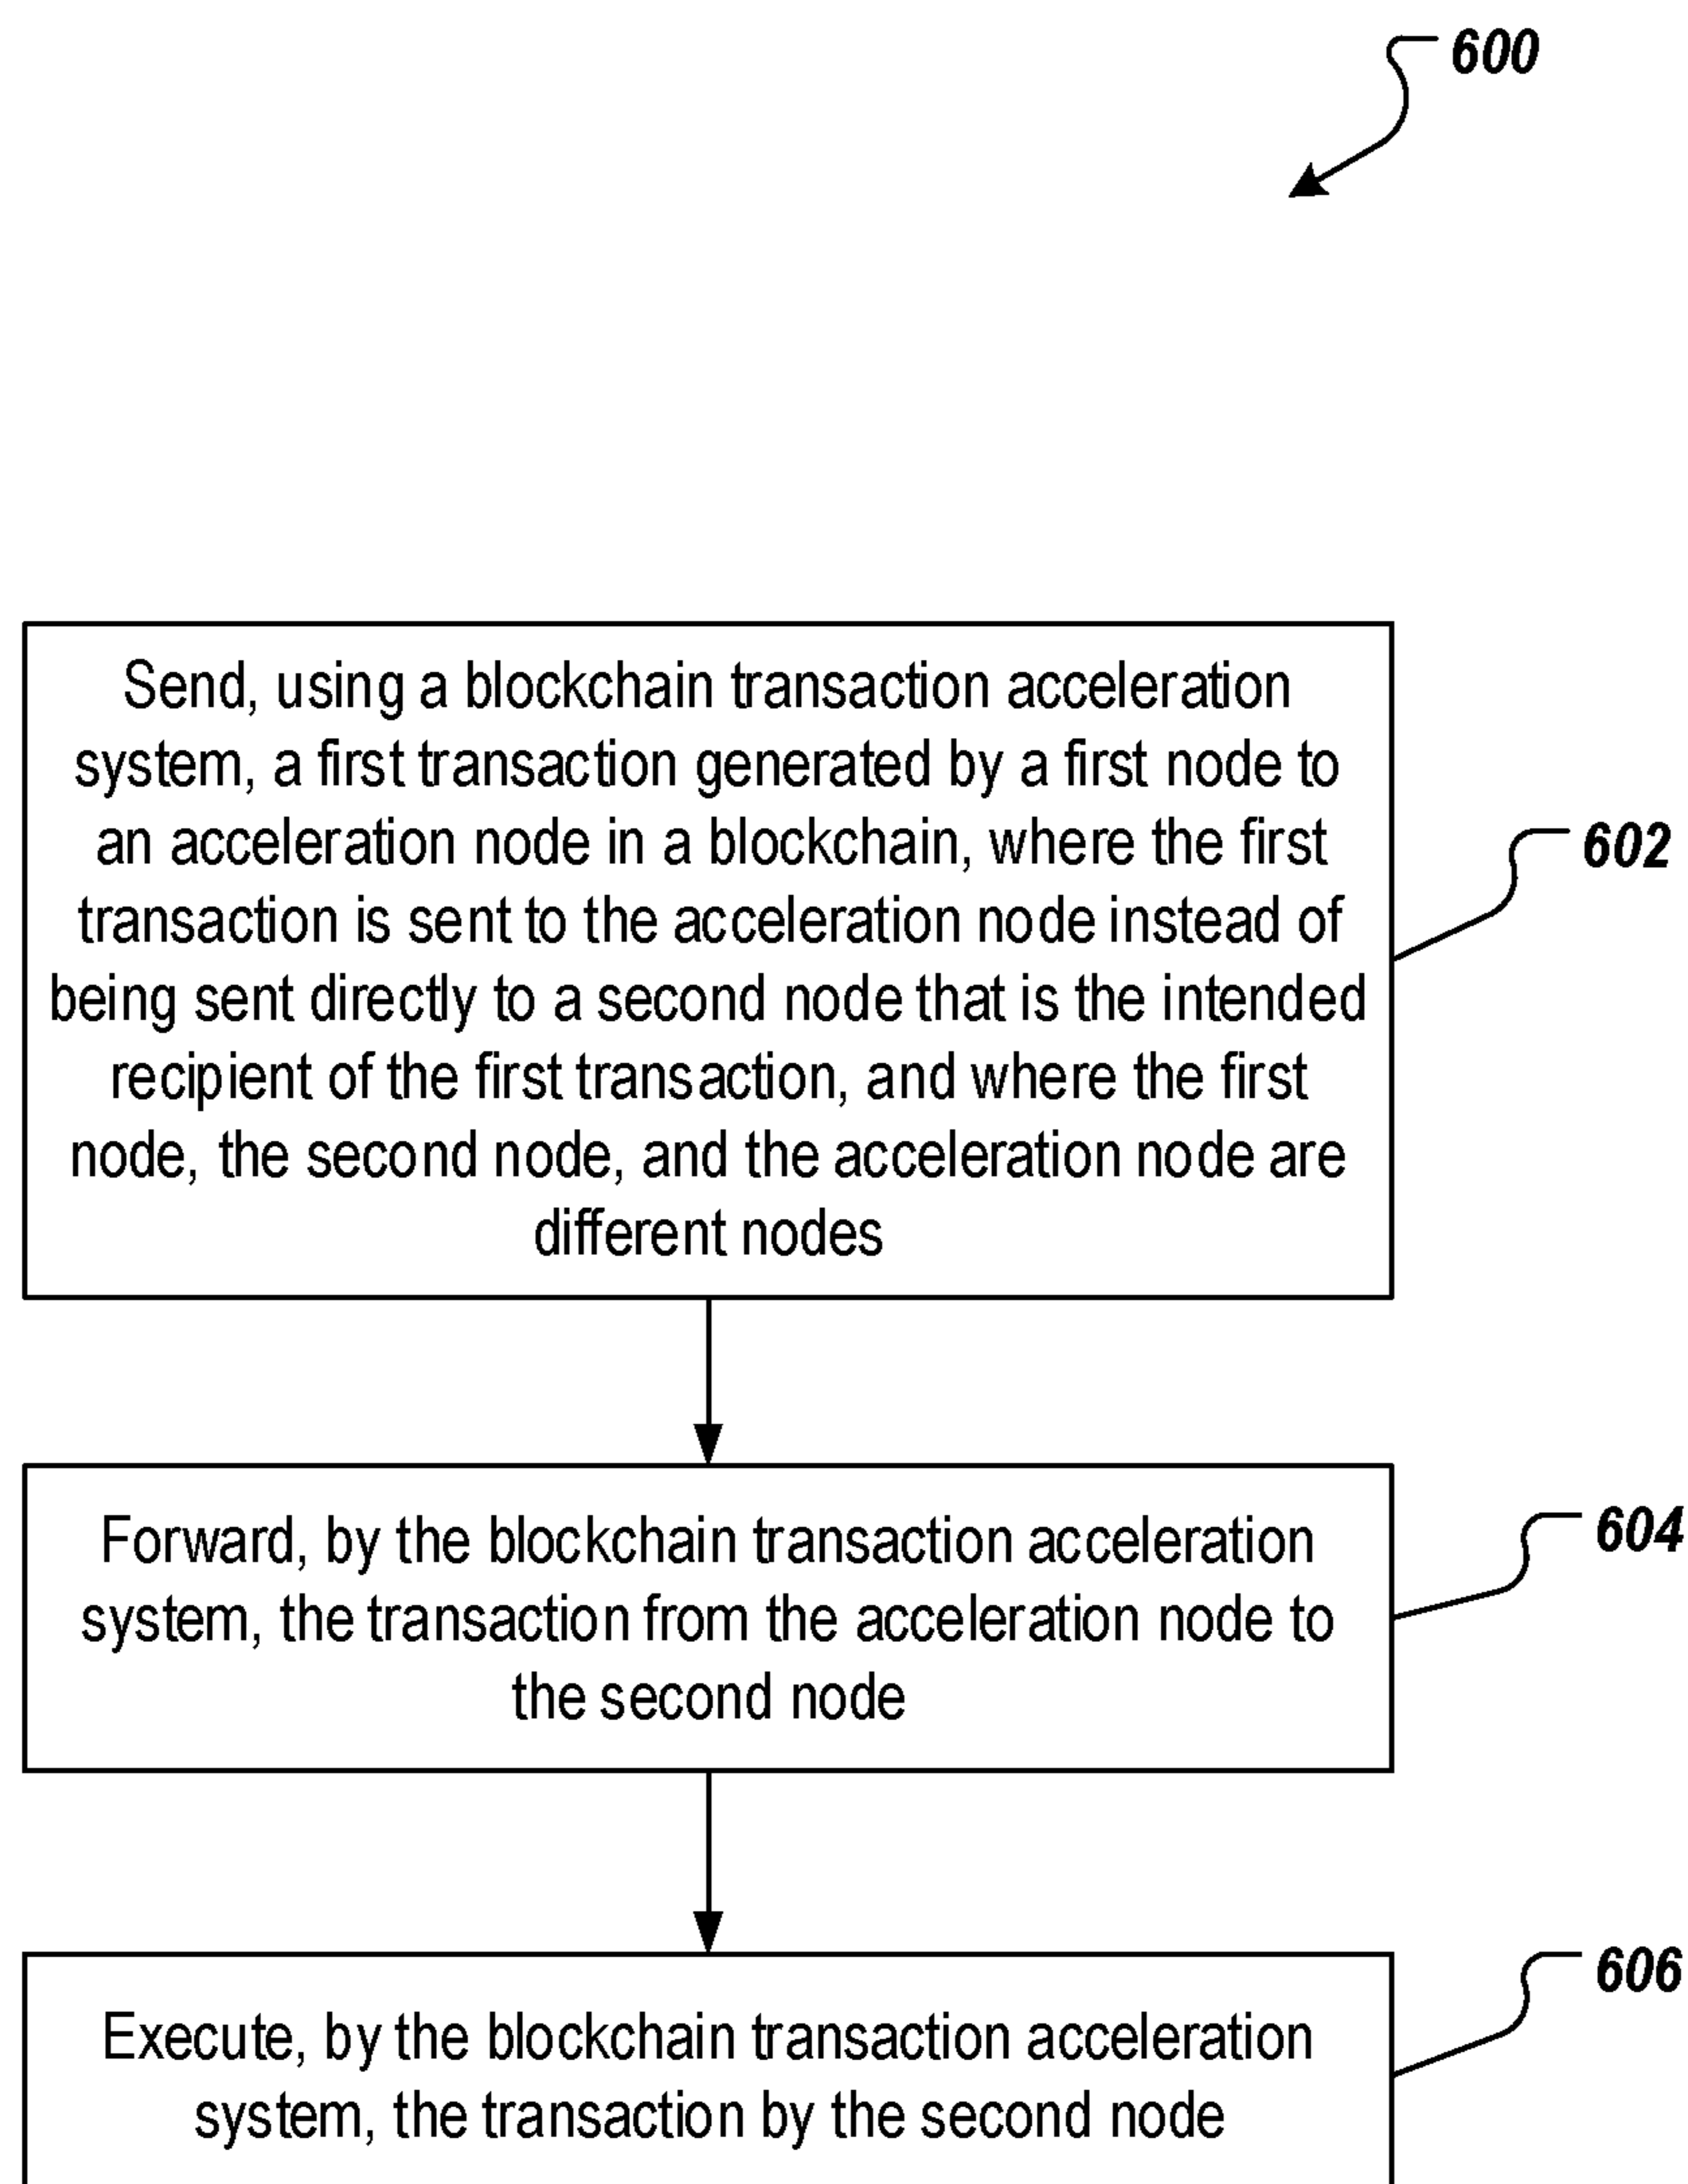 600
Send, using a blockchain transaction acceleration
system, a first transaction generated by a first node to
an acceleration node in a blockchain, where the first
transaction is sent to the acceleration node instead of
being sent directly to a second node that is the intended
recipient of the first transaction, and where the first
node, the second node, and the acceleration node are
different nodes
602
Forward, by the blockchain transaction acceleration
system, the transaction from the acceleration node to
the second node
604
Execute, by the blockchain transaction acceleration
system, the transaction by the second node
606